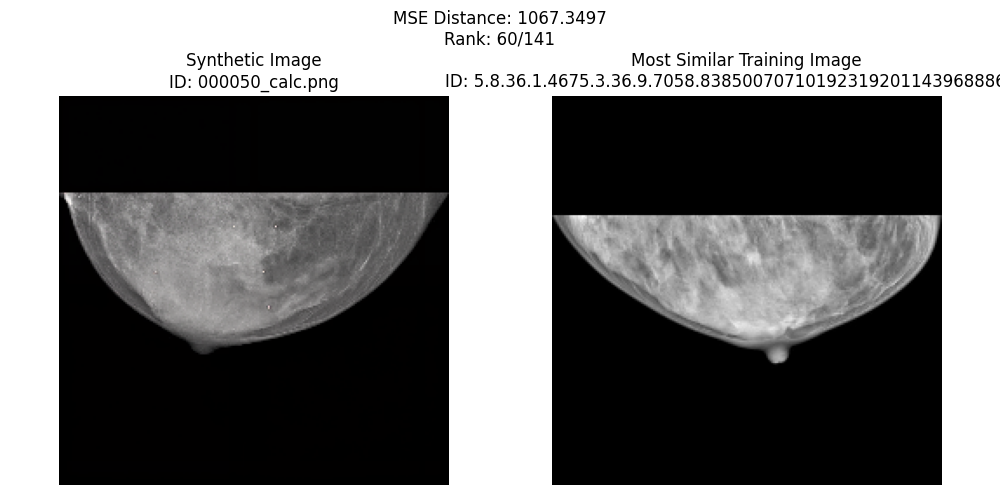 MSE Distance: 1067.3497
Rank: 60/141
Synthetic Image
ID: 000050_calc.png
Most Similar Training Image
ID: 5.8.36.1.4675.3.36.9.7058.83850070710192319201143968886